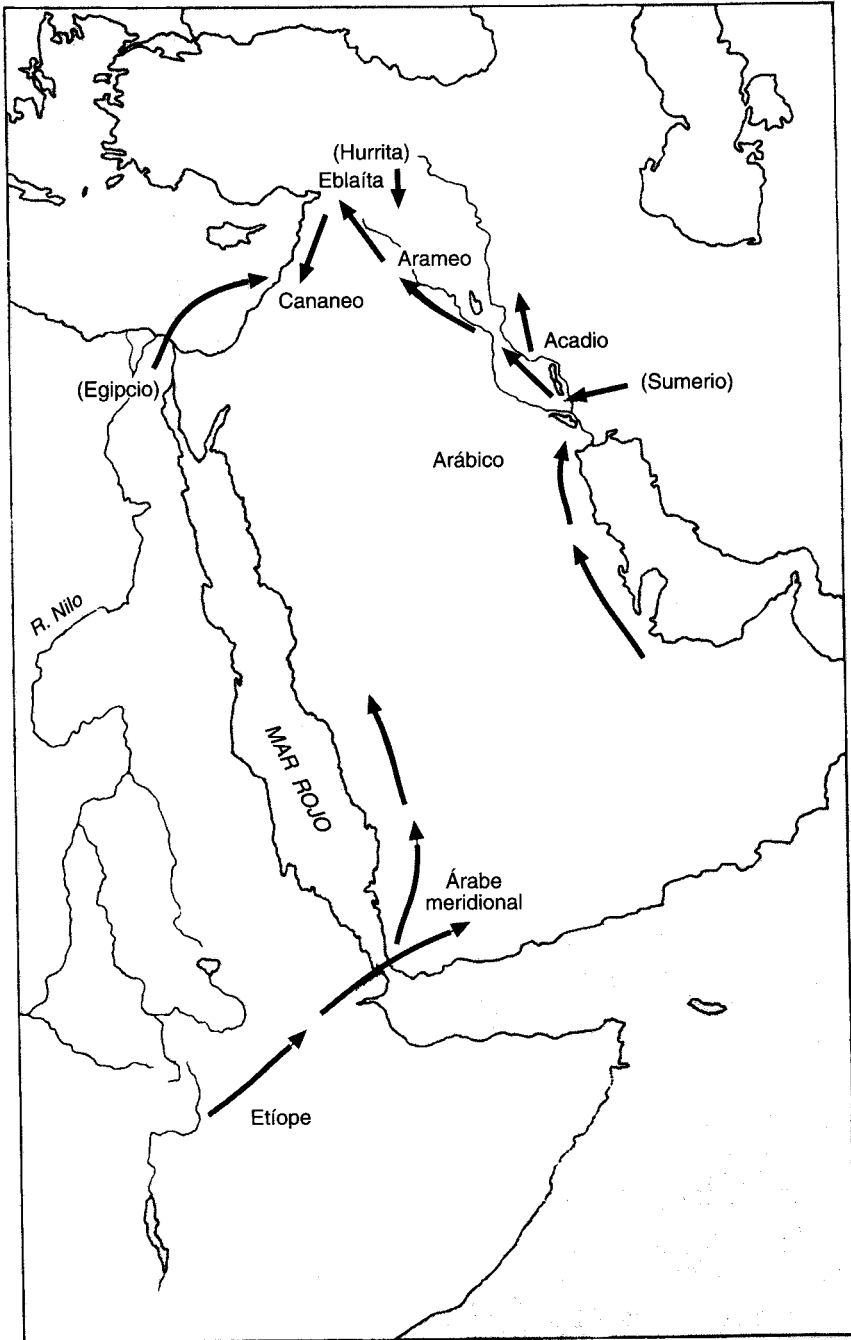 (Hurrita)
Eblaíta
Arameo
Cananeo
Acadio
(Egipcio)
(Sumerio)
Arábico
R. Nilo
MAR ROJO
Árabe
meridional
Etíope